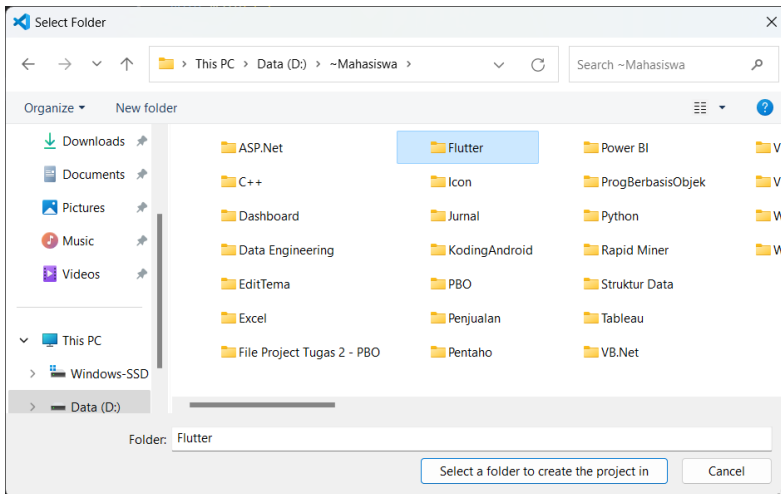 Select Folder
This PC > Data (D:) > ~Mahasiswa >
Search ~Mahasiswa
Organize
New folder
Downloads
Documents
Pictures
Music
Videos
This PC
Windows-SSD
Data (D:)
ASP.Net
C++
Dashboard
Data Engineering
EditTema
Excel
File Project Tugas 2 - PBO
Flutter
Icon
Jurnal
KodingAndroid
PBO
Penjualan
Pentaho
Power BI
ProgBerbasisObjek
Python
Rapid Miner
Struktur Data
Tableau
VB.Net
V
V
W
W
Folder: Flutter
Select a folder to create the project in
Cancel